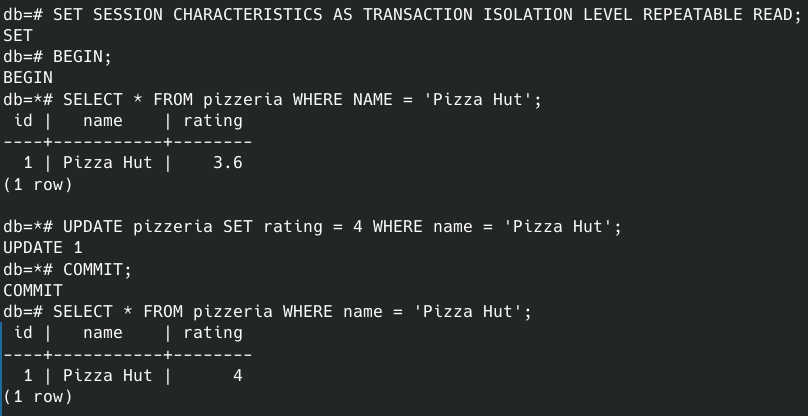 db=# SET SESSION CHARACTERISTICS AS TRANSACTION ISOLATION LEVEL REPEATABLE READ;
SET
db=# BEGIN;
BEGIN
db=*# SELECT * FROM pizzeria WHERE NAME = 'Pizza Hut';
 id |   name    | rating
----+-----------+--------
  1 | Pizza Hut |    3.6
(1 row)

db=*# UPDATE pizzeria SET rating = 4 WHERE name = 'Pizza Hut';
UPDATE 1
db=*# COMMIT;
COMMIT
db=# SELECT * FROM pizzeria WHERE name = 'Pizza Hut';
 id |   name    | rating
----+-----------+--------
  1 | Pizza Hut |      4
(1 row)